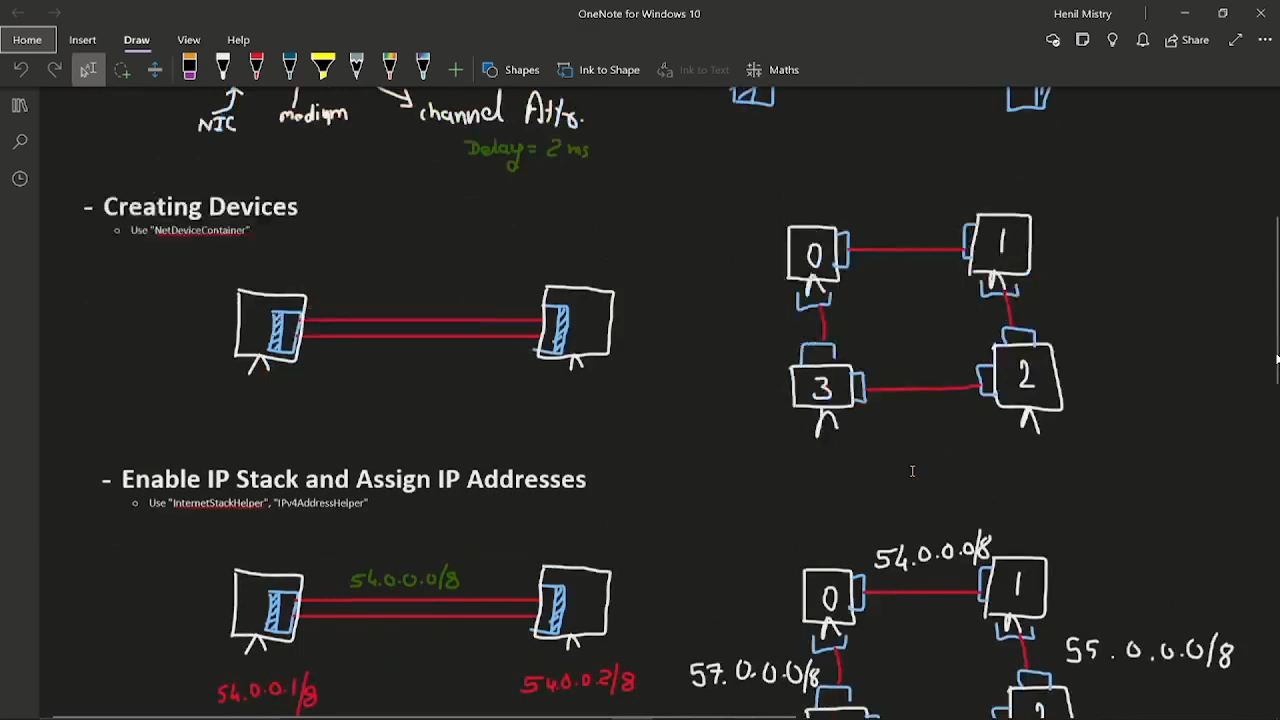 OneNote for Windows 10
Henil Mistry
Home
Insert
Draw
View
Help
Share
Shapes
Ink to Shape
Ink to Text
Maths
NIC
medium
channel Attr.
Delay = 2 ms
- Creating Devices
Use "NetDeviceContainer"
0
1
3
2
- Enable IP Stack and Assign IP Addresses
Use "InternetStackHelper", "IPv4AddressHelper"
54.0.0.0/8
54.0.0.0/8
0
1
55.0.0.0/8
57.0.0.0/8
54.0.0.1/8
54.0.0.2/8
2